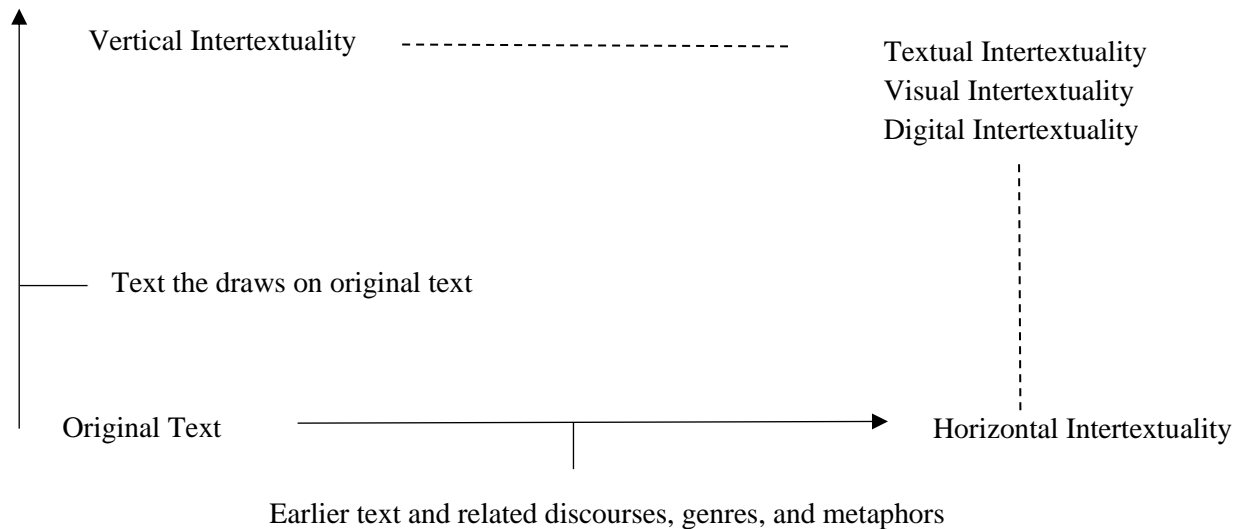 Vertical Intertextuality
Textual Intertextuality
Visual Intertextuality
Digital Intertextuality
Text the draws on original text
Original Text
Horizontal Intertextuality
Earlier text and related discourses, genres, and metaphors